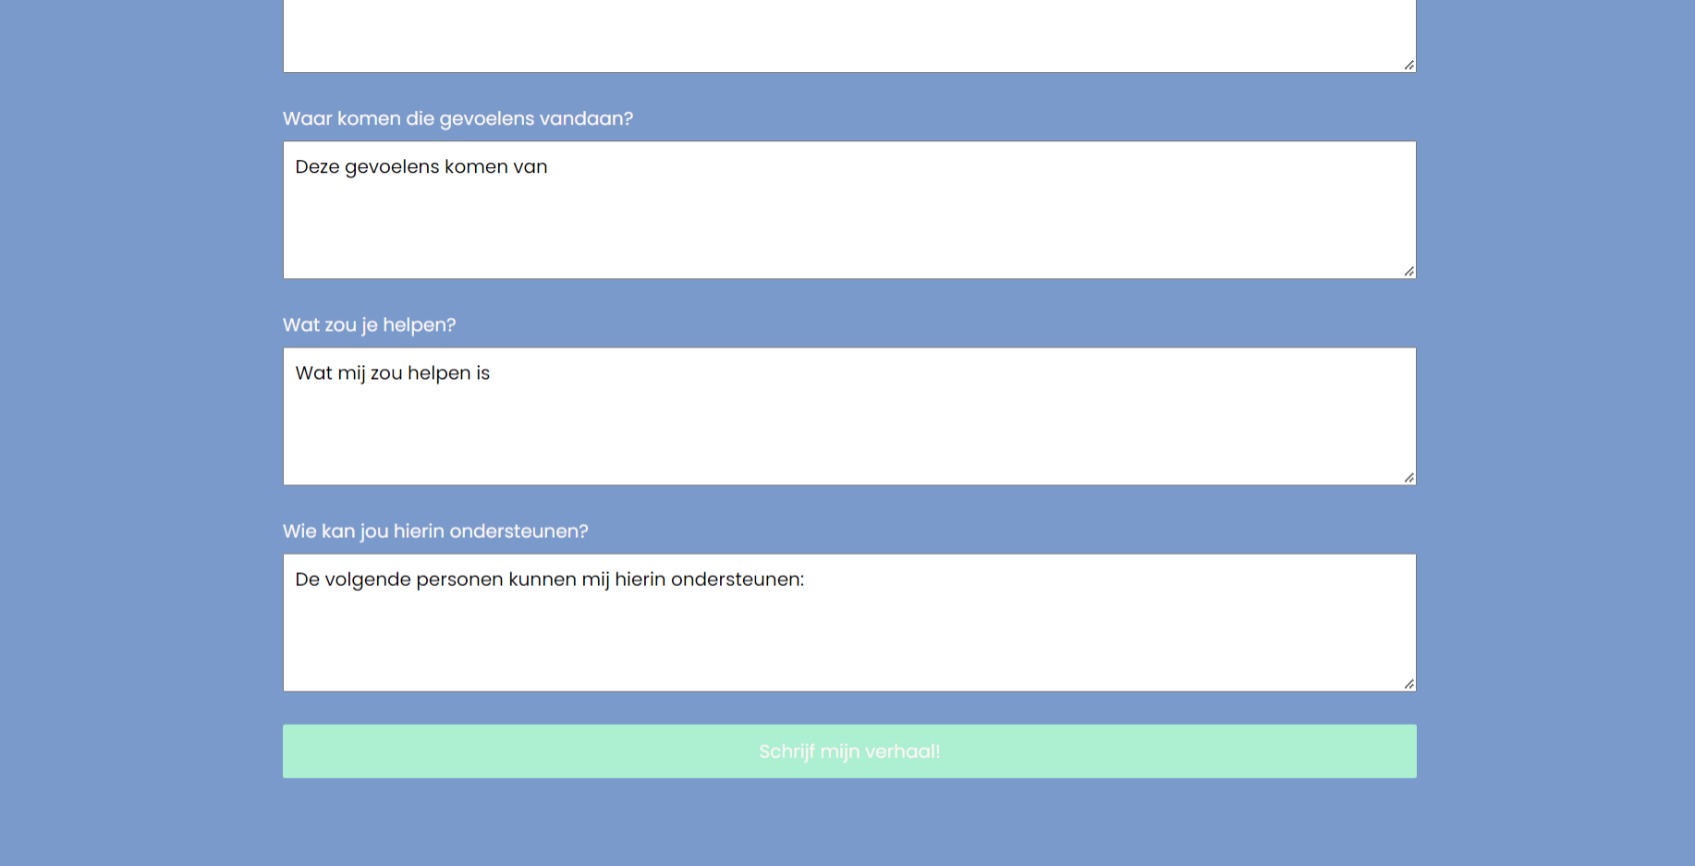 Waar komen die gevoelens vandaan?
Deze gevoelens komen van
Wat zou je helpen?
Wat mij zou helpen is
Wie kan jou hierin ondersteunen?
De volgende personen kunnen mij hierin ondersteunen:
Schrijf mijn verhaal!